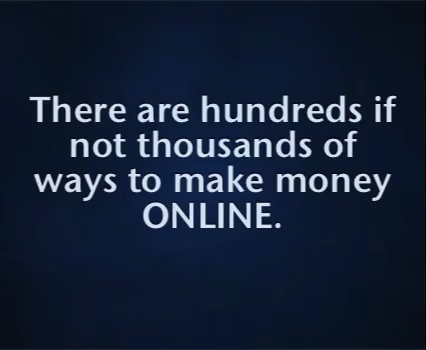 There are hundreds if
not thousands of
ways to make money
ONLINE.